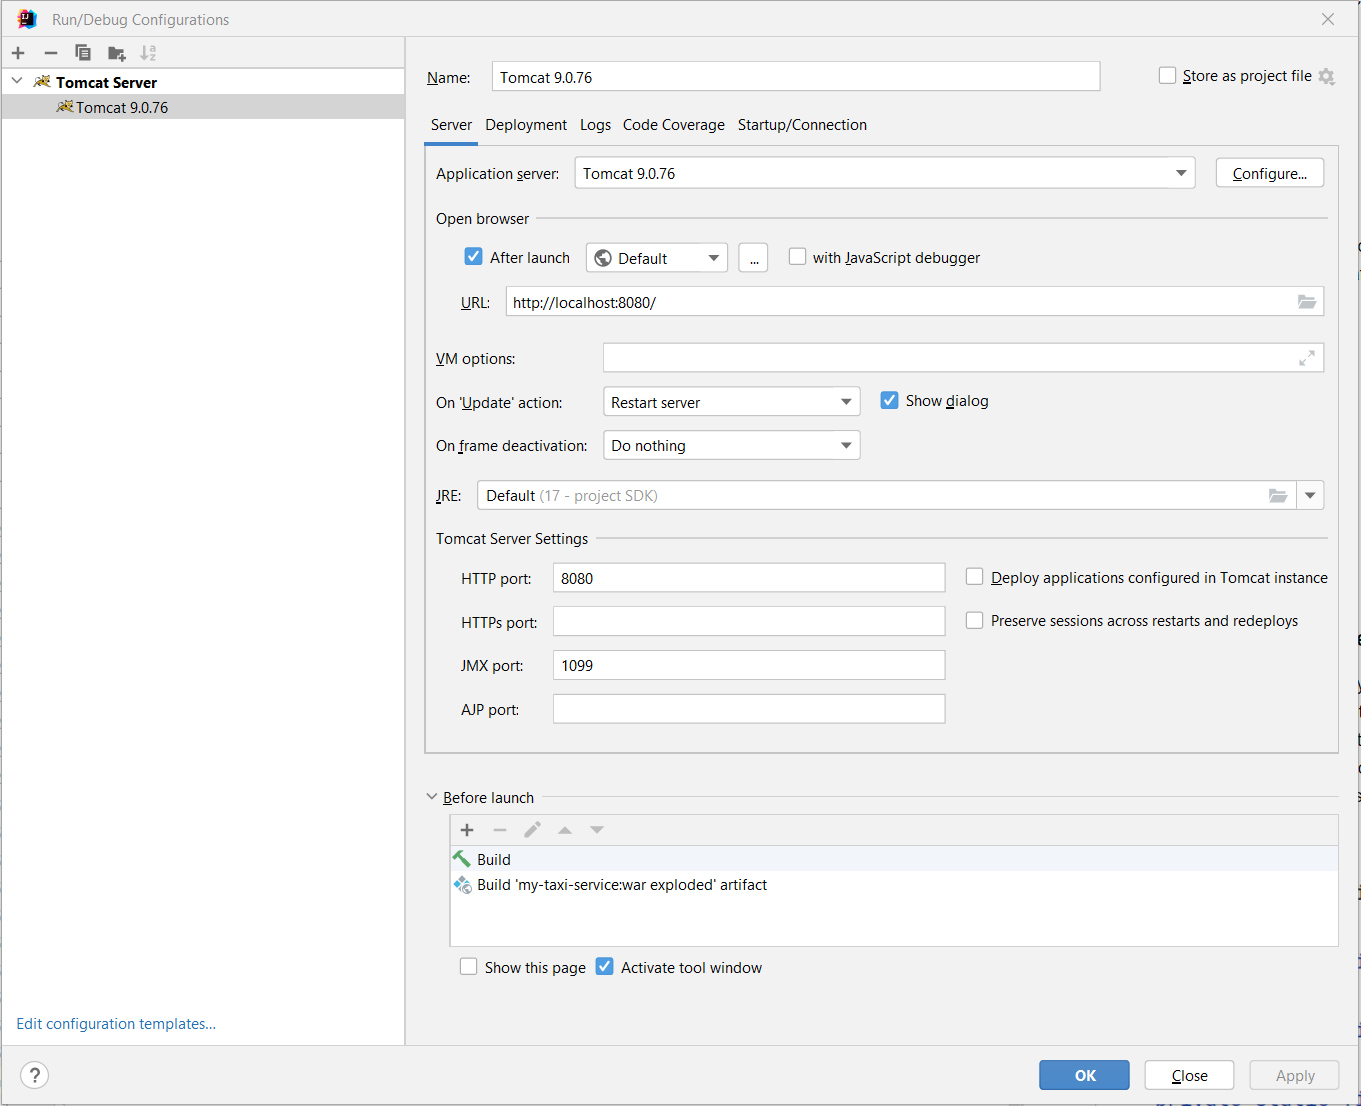 Run/Debug Configurations
Tomcat Server
Tomcat 9.0.76
Name: Tomcat 9.0.76 Store as project file
Server Deployment Logs Code Coverage Startup/Connection
Application server: Tomcat 9.0.76 Configure...
Open browser
After launch Default ... with JavaScript debugger
URL: http://localhost:8080/
VM options:
On 'Update' action: Restart server Show dialog
On frame deactivation: Do nothing
JRE: Default (17 - project SDK)
Tomcat Server Settings
HTTP port: 8080 Deploy applications configured in Tomcat instance
HTTPs port: Preserve sessions across restarts and redeploys
JMX port: 1099
AJP port:
Before launch
Build
Build 'my-taxi-service:war exploded' artifact
Show this page Activate tool window
Edit configuration templates...
? OK Close Apply